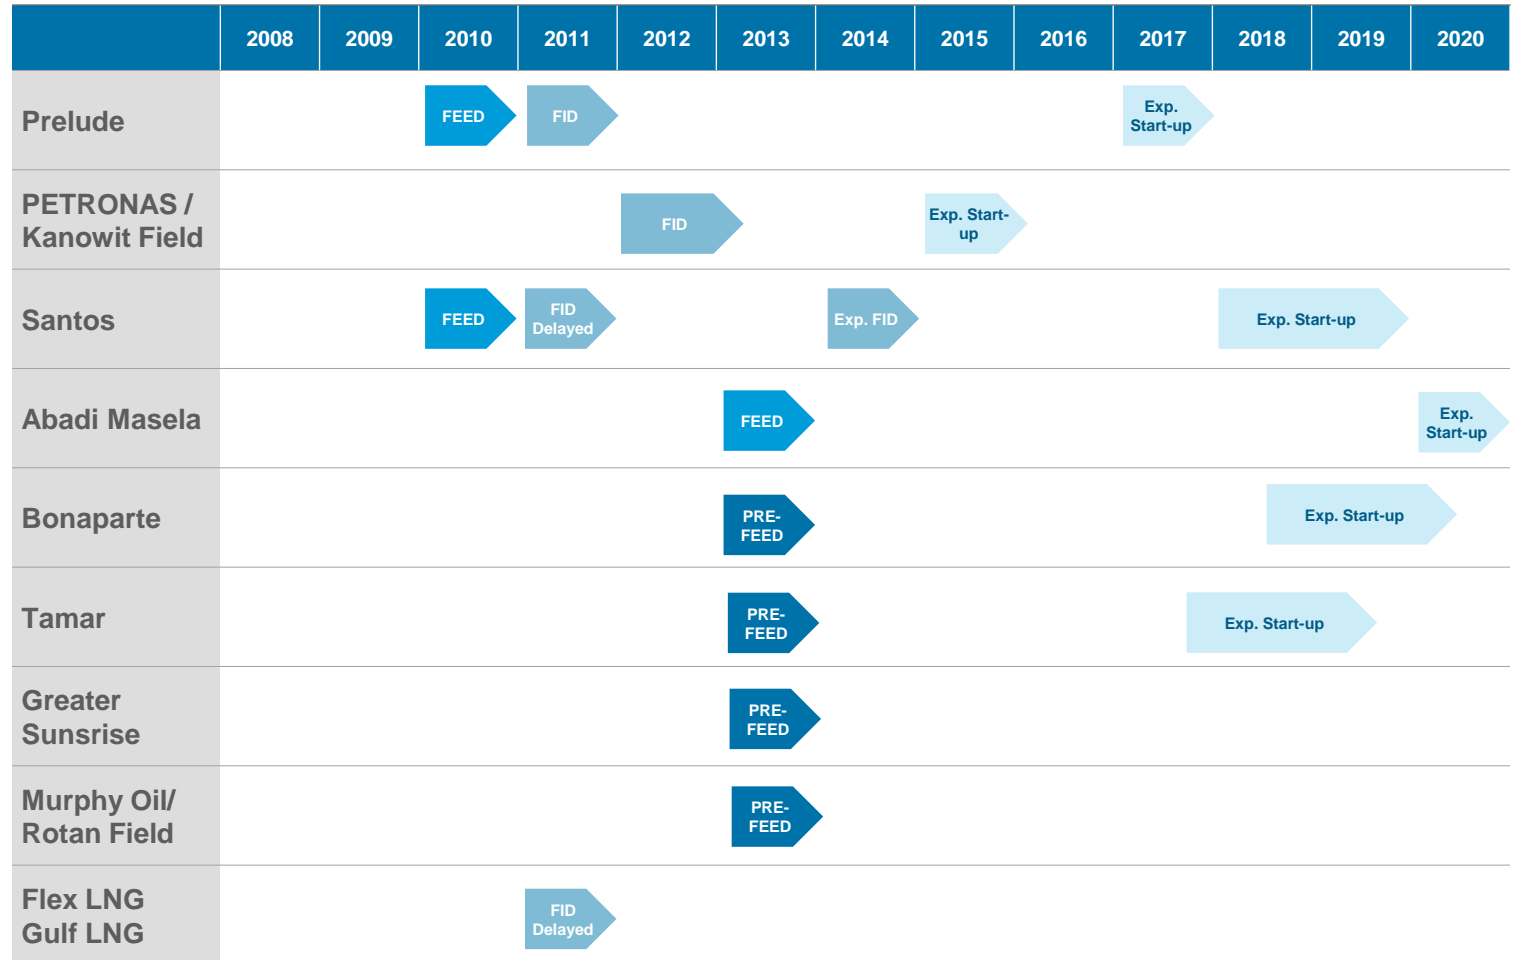 2008 2009 2010 2011 2012 2013 2014 2015 2016 2017 2018 2019 2020
Prelude
FEED
FID
Exp.
Start-up
PETRONAS /
Kanowit Field
FID
Exp. Start-
up
Santos
FEED
FID
Delayed
Exp. FID
Exp. Start-up
Abadi Masela
FEED
Exp.
Start-up
Bonaparte
PRE-
FEED
Exp. Start-up
Tamar
PRE-
FEED
Exp. Start-up
Greater
Sunsrise
PRE-
FEED
Murphy Oil/
Rotan Field
PRE-
FEED
Flex LNG
Gulf LNG
FID
Delayed